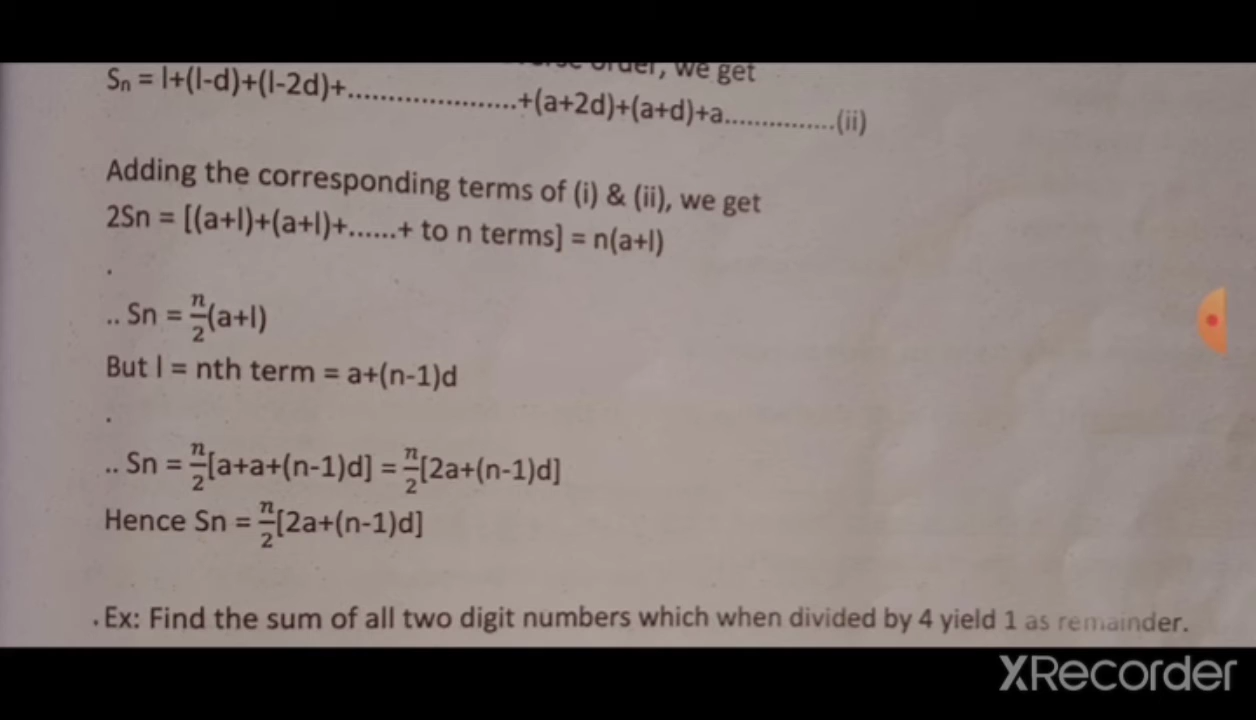 order, we get
Sn = l+(l-d)+(l-2d)+.....................+(a+2d)+(a+d)+a...............(ii)
Adding the corresponding terms of (i) & (ii), we get
2Sn = [(a+l)+(a+l)+......+ to n terms] = n(a+l)
.
.. Sn = n/2(a+l)
But l = nth term = a+(n-1)d
.
.. Sn = n/2[a+a+(n-1)d] = n/2[2a+(n-1)d]
Hence Sn = n/2[2a+(n-1)d]
. Ex: Find the sum of all two digit numbers which when divided by 4 yield 1 as remainder.
XRecorder